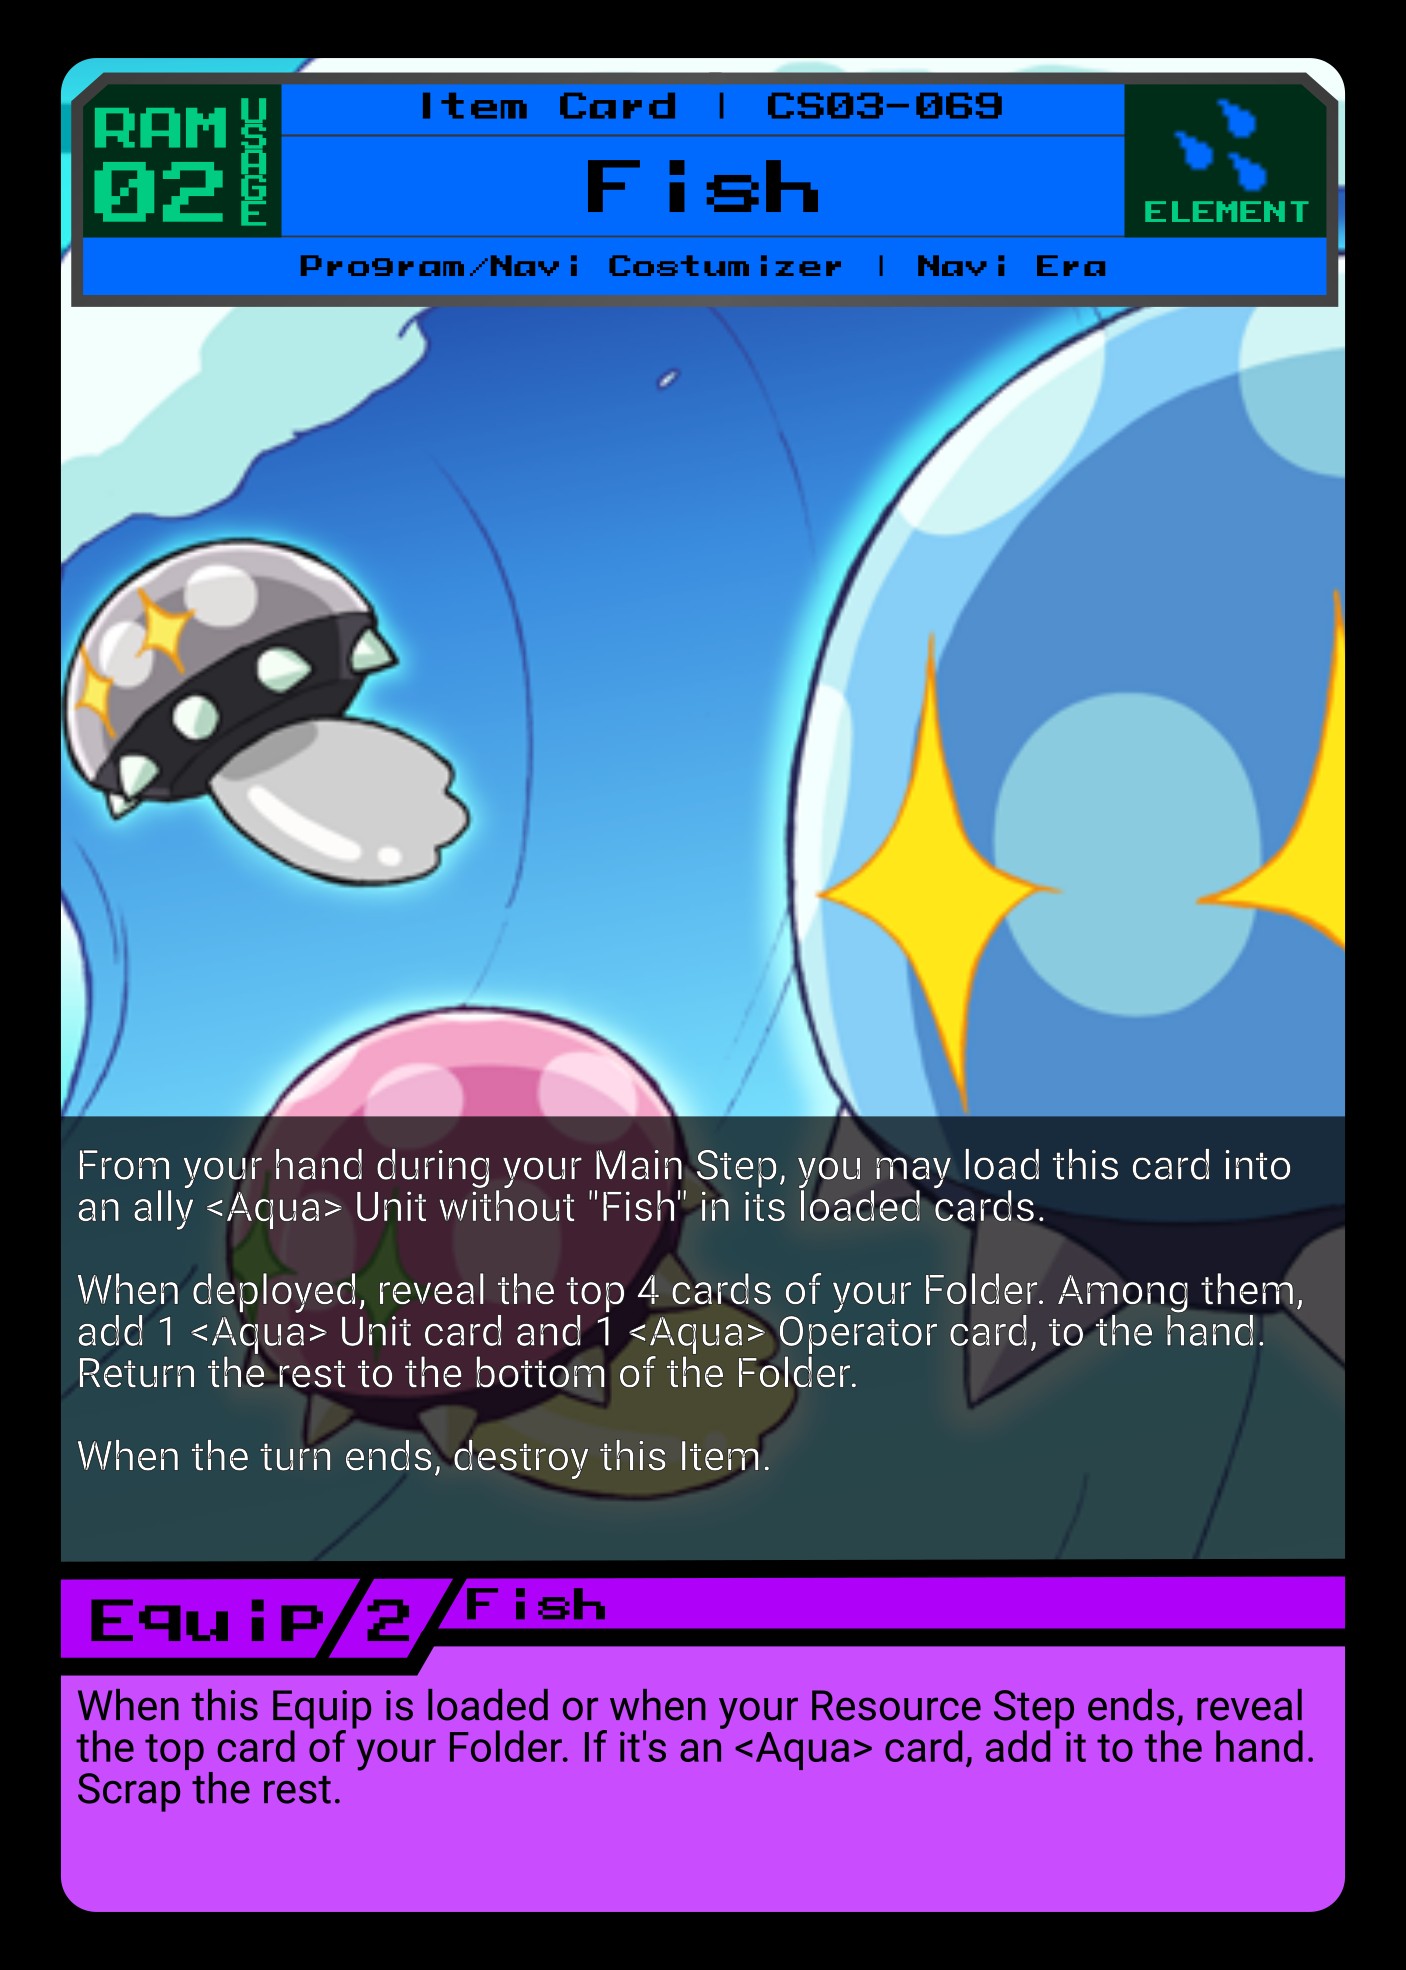 RAM
02
USAGE
Item Card | CS03-069
Fish
ELEMENT
Program/Navi Costumizer | Navi Era
From your hand during your Main Step, you may load this card into
an ally <Aqua> Unit without "Fish" in its loaded cards.
When deployed, reveal the top 4 cards of your Folder. Among them,
add 1 <Aqua> Unit card and 1 <Aqua> Operator card, to the hand.
Return the rest to the bottom of the Folder.
When the turn ends, destroy this Item.
Equip/2/Fish
When this Equip is loaded or when your Resource Step ends, reveal
the top card of your Folder. If it's an <Aqua> card, add it to the hand.
Scrap the rest.